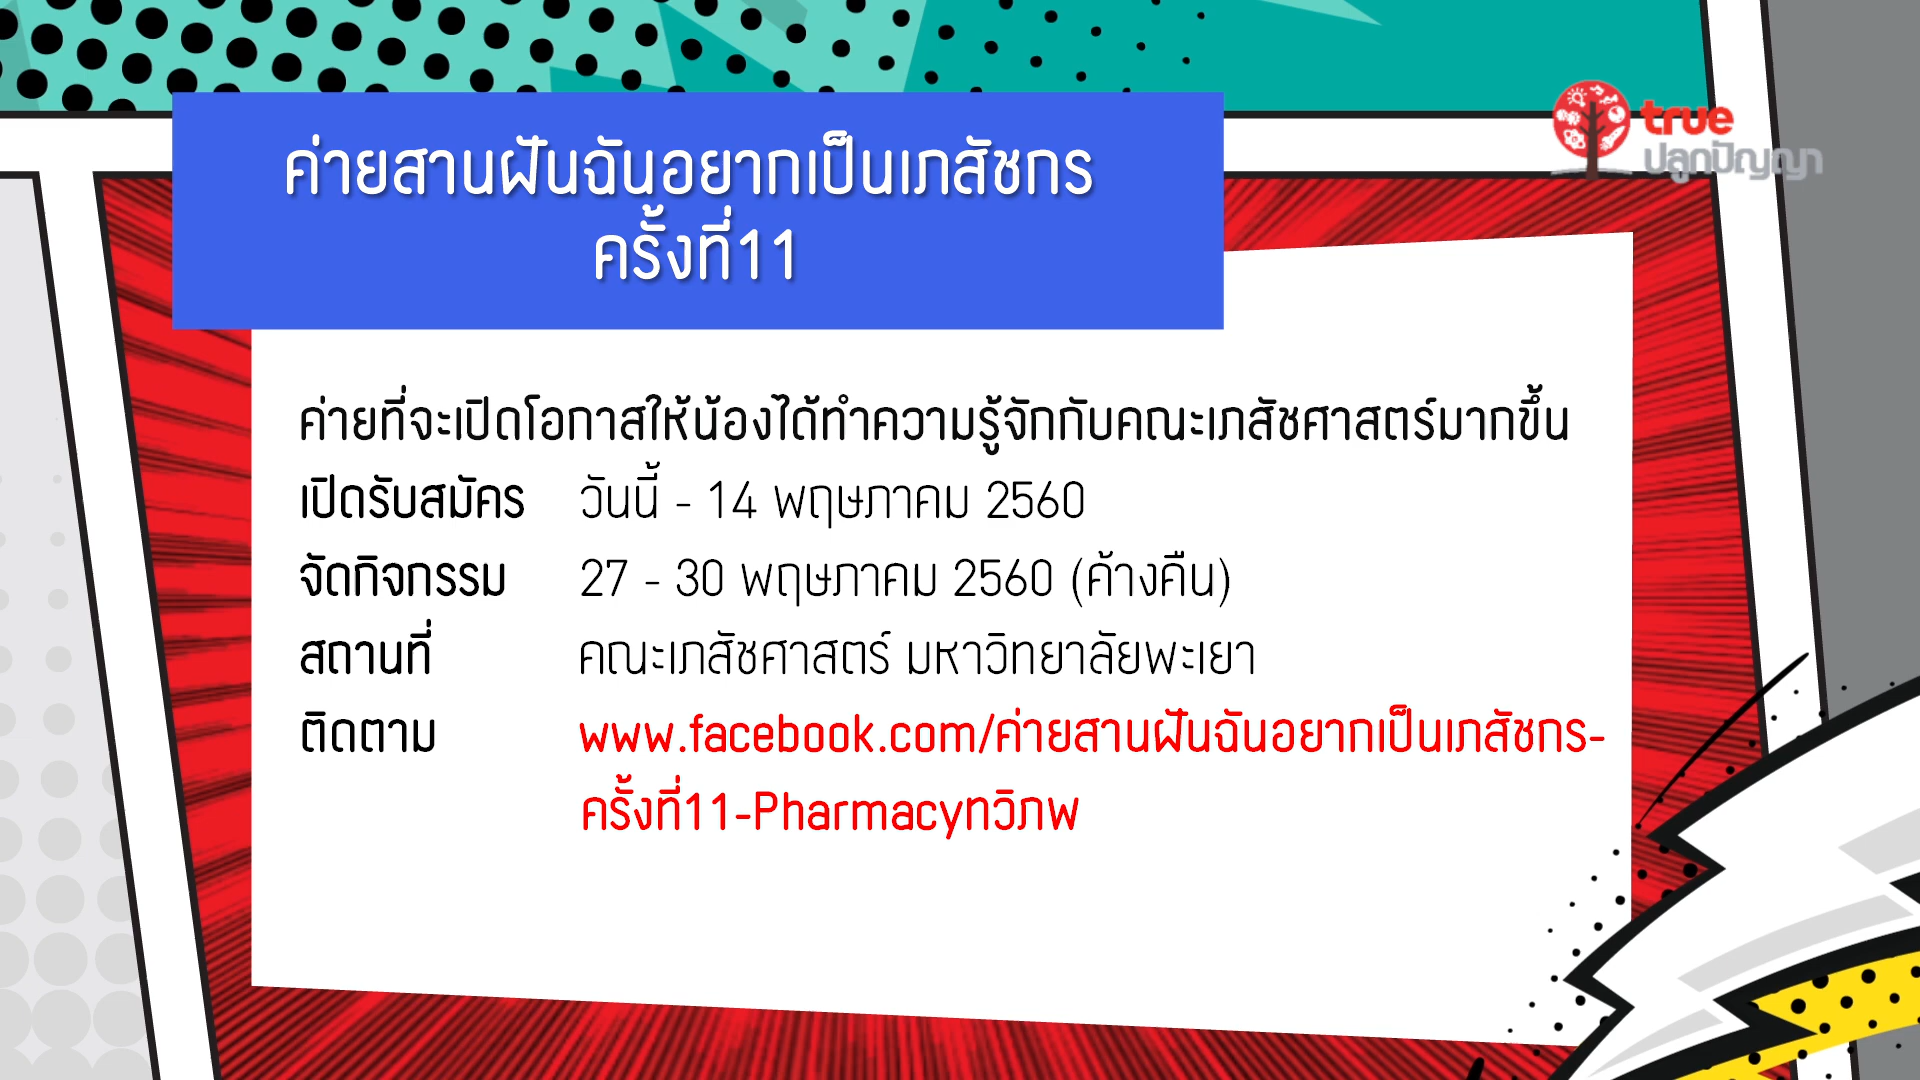 ค่ายสานฝันฉันอยากเป็นเภสัชกร
ครั้งที่11
true
ปลูกปัญญา
ค่ายที่จะเปิดโอกาสให้น้องได้ทำความรู้จักกับคณะเภสัชศาสตร์มากขึ้น
เปิดรับสมัคร วันนี้ - 14 พฤษภาคม 2560
จัดกิจกรรม 27 - 30 พฤษภาคม 2560 (ค้างคืน)
สถานที่ คณะเภสัชศาสตร์ มหาวิทยาลัยพะเยา
ติดตาม www.facebook.com/ค่ายสานฝันฉันอยากเป็นเภสัชกร-
ครั้งที่11-Pharmacyทวิภพ